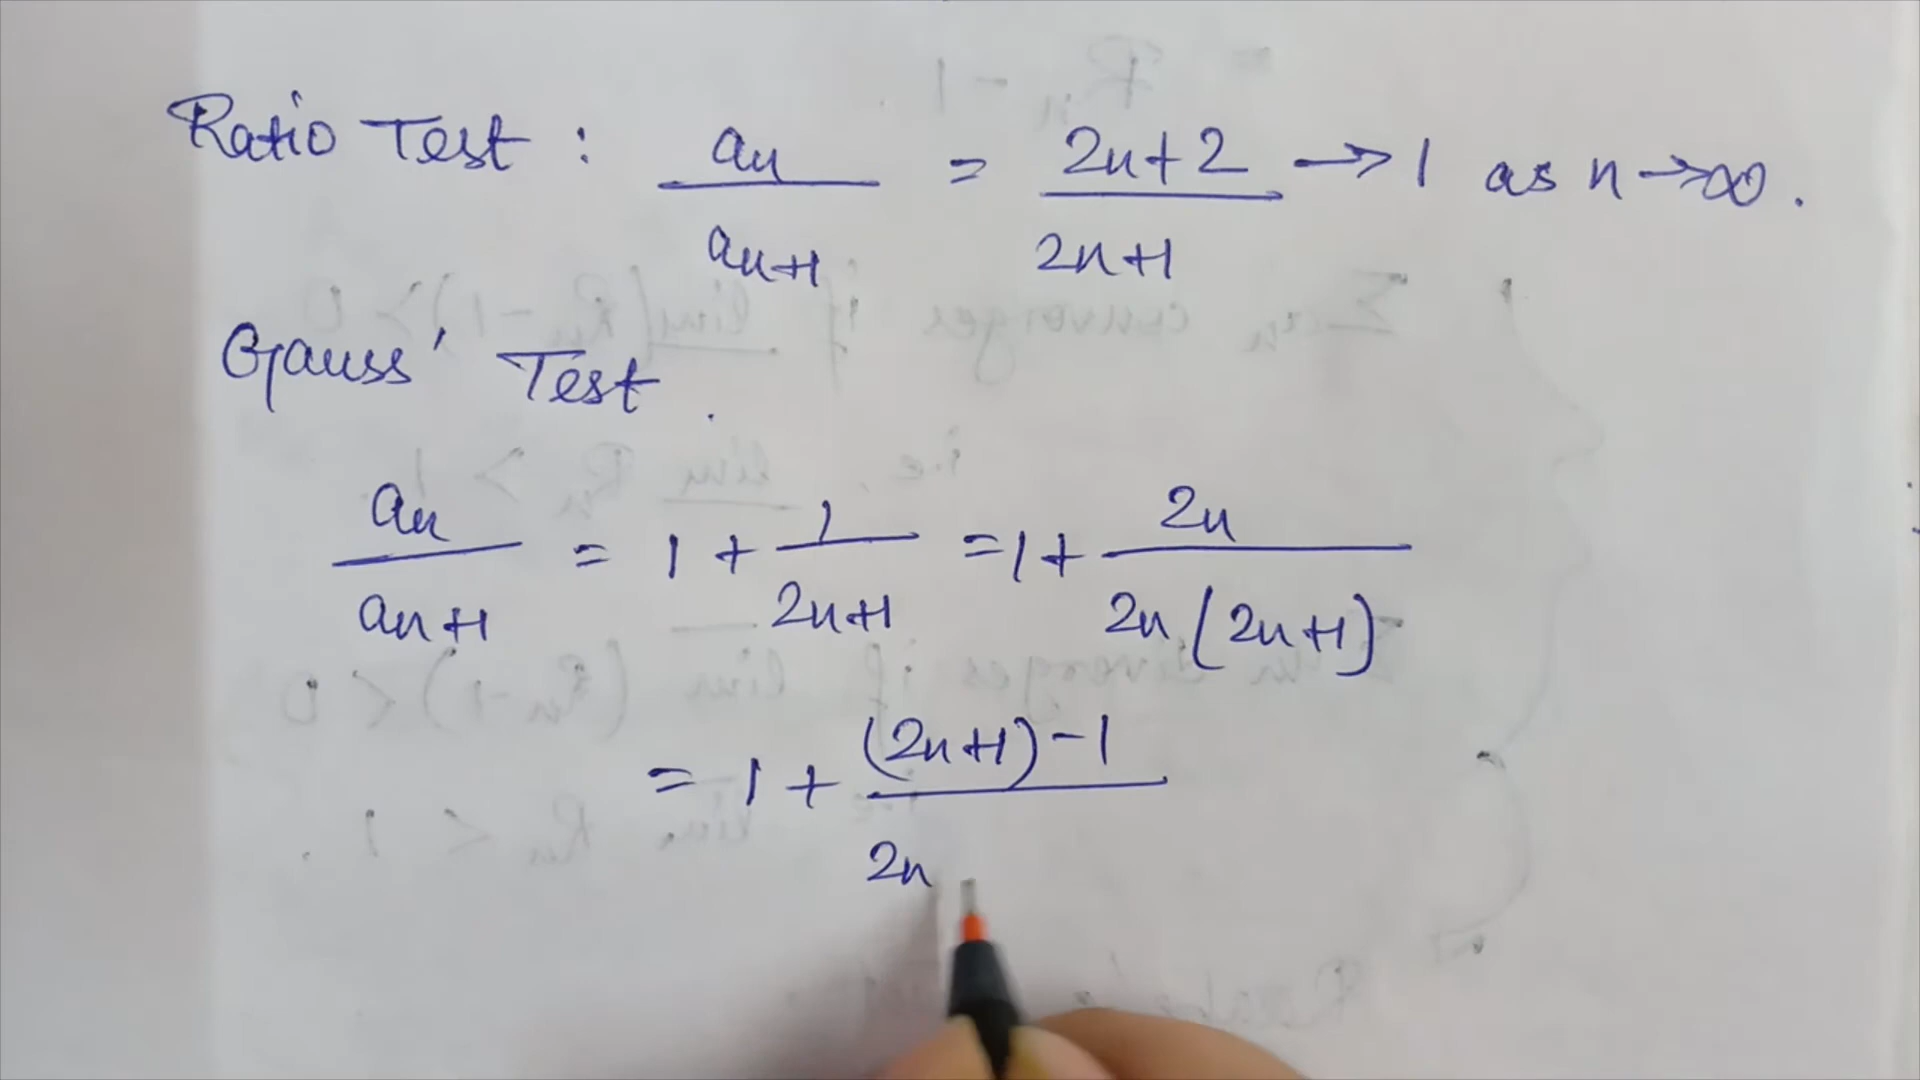 Ratio Test : an / an+1 = 2n+2 / 2n+1 → 1 as n→∞.
Gauss' Test.
an / an+1 = 1 + 1 / 2n+1 = 1 + 2n / 2n(2n+1)
= 1 + (2n+1)-1 / 2n